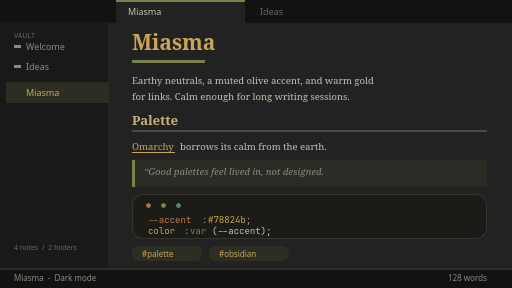 Miasma
Ideas
VAULT
Welcome
Ideas
Miasma
4 notes / 2 folders
Miasma
Earthy neutrals, a muted olive accent, and warm gold
for links. Calm enough for long writing sessions.
Palette
Omarchy borrows its calm from the earth.
“Good palettes feel lived in, not designed.
--accent :#78824b;
color :var (--accent);
#palette
#obsidian
Miasma - Dark mode
128 words